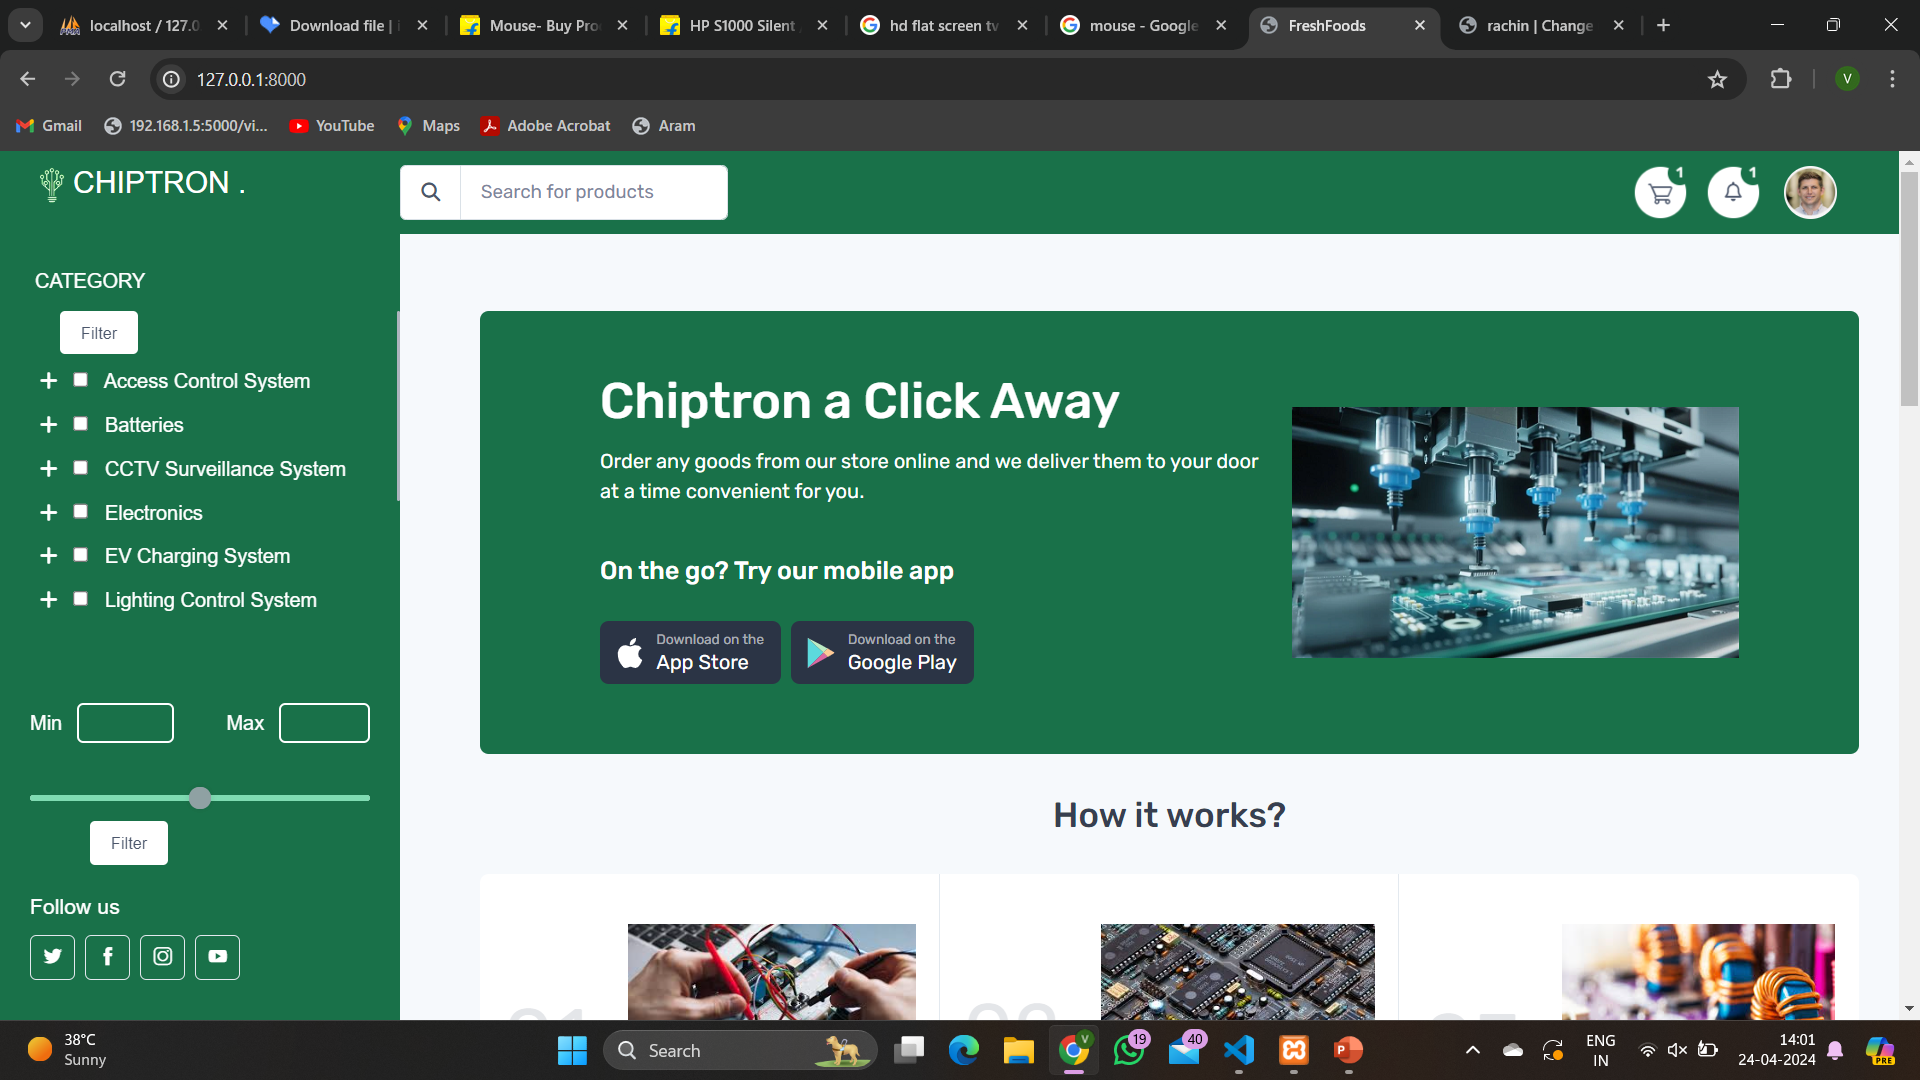 localhost / 127.0.
Download file | i
Mouse- Buy Pro
HP S1000 Silent
hd flat screen tv
mouse - Google
FreshFoods
rachin | Change
127.0.0.1:8000
V
Gmail
192.168.1.5:5000/vi...
YouTube
Maps
Adobe Acrobat
Aram
CHIPTRON .
Search for products
1
1
CATEGORY
Filter
Access Control System
Batteries
CCTV Surveillance System
Electronics
EV Charging System
Lighting Control System
Min
Max
Filter
Follow us
Chiptron a Click Away
Order any goods from our store online and we deliver them to your door
at a time convenient for you.
On the go? Try our mobile app
Download on the
App Store
Download on the
Google Play
How it works?
38°C
Sunny
Search
V
19
40
ENG
IN
14:01
24-04-2024
PRE